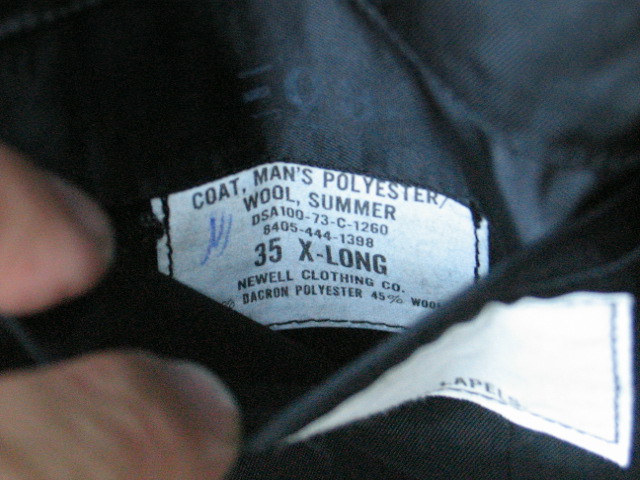 COAT, MAN'S POLYESTER/
WOOL, SUMMER
DSA100-73-C-1260
8405-444-1398
35 X-LONG
NEWELL CLOTHING CO.
DACRON POLYESTER 45% WOOL
LAPELS